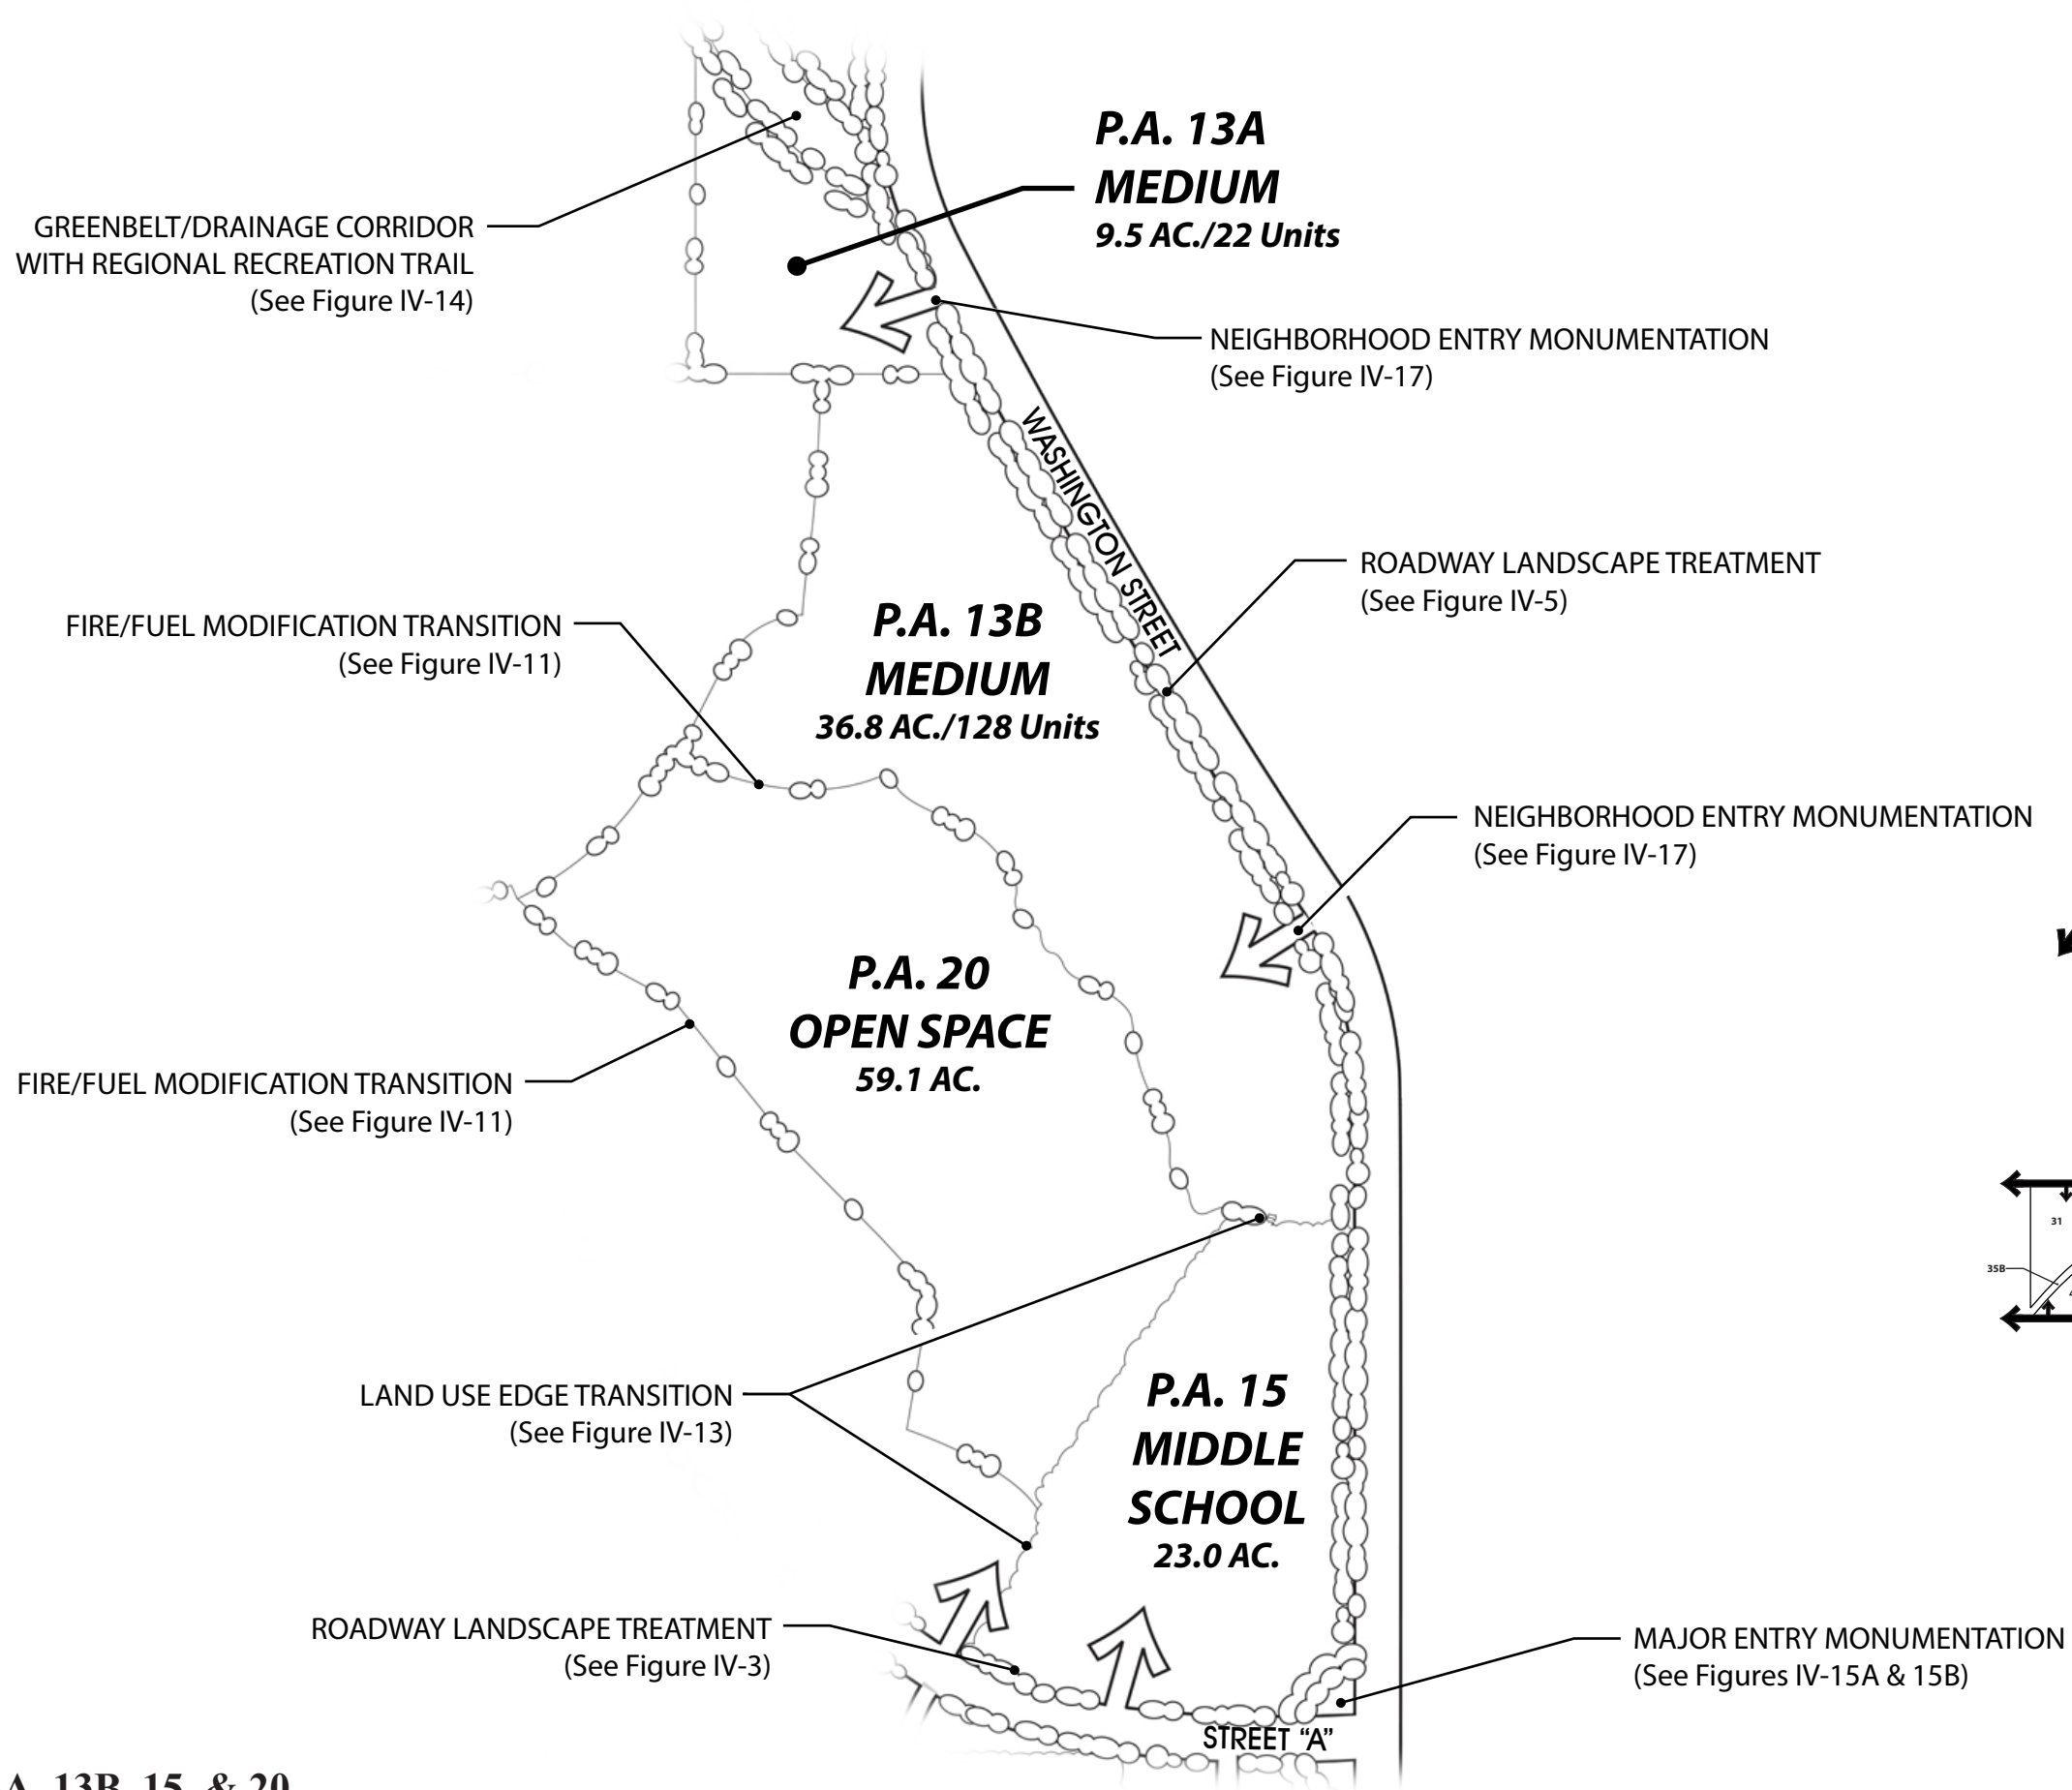 P.A. 13A
MEDIUM
9.5 AC./22 Units
GREENBELT/DRAINAGE CORRIDOR
WITH REGIONAL RECREATION TRAIL
(See Figure IV-14)
NEIGHBORHOOD ENTRY MONUMENTATION
(See Figure IV-17)
WASHINGTON STREET
ROADWAY LANDSCAPE TREATMENT
(See Figure IV-5)
FIRE/FUEL MODIFICATION TRANSITION
(See Figure IV-11)
P.A. 13B
MEDIUM
36.8 AC./128 Units
NEIGHBORHOOD ENTRY MONUMENTATION
(See Figure IV-17)
P.A. 20
OPEN SPACE
59.1 AC.
FIRE/FUEL MODIFICATION TRANSITION
(See Figure IV-11)
31
35B
LAND USE EDGE TRANSITION
(See Figure IV-13)
P.A. 15
MIDDLE
SCHOOL
23.0 AC.
ROADWAY LANDSCAPE TREATMENT
(See Figure IV-3)
MAJOR ENTRY MONUMENTATION
(See Figures IV-15A & 15B)
STREET "A"
A, 13B, 15, & 20